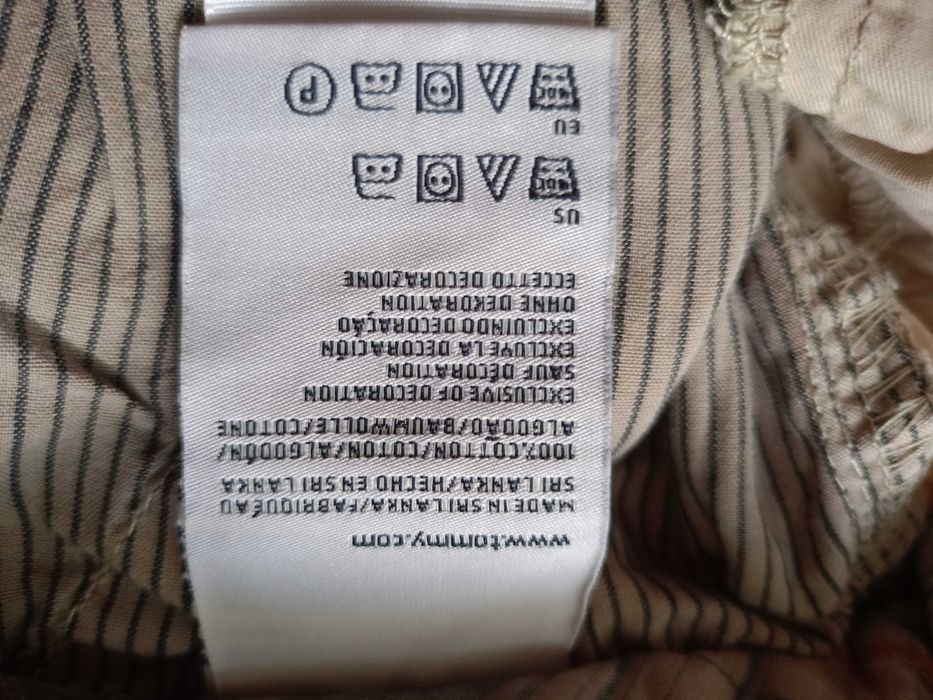 www.tommy.com
MADE IN SRI LANKA/FABRIQUÉ AU
SRI LANKA/HECHO EN SRI LANKA
100% COTTON/COTON/ALGODÓN/
ALGODÃO/BAUMWOLLE/COTONE
EXCLUSIVE OF DECORATION
SAUF DÉCORATION
EXCLUYE LA DECORACIÓN
EXCLUINDO DECORAÇÃO
OHNE DEKORATION
ECCETTO DECORAZIONE
US
EU
P